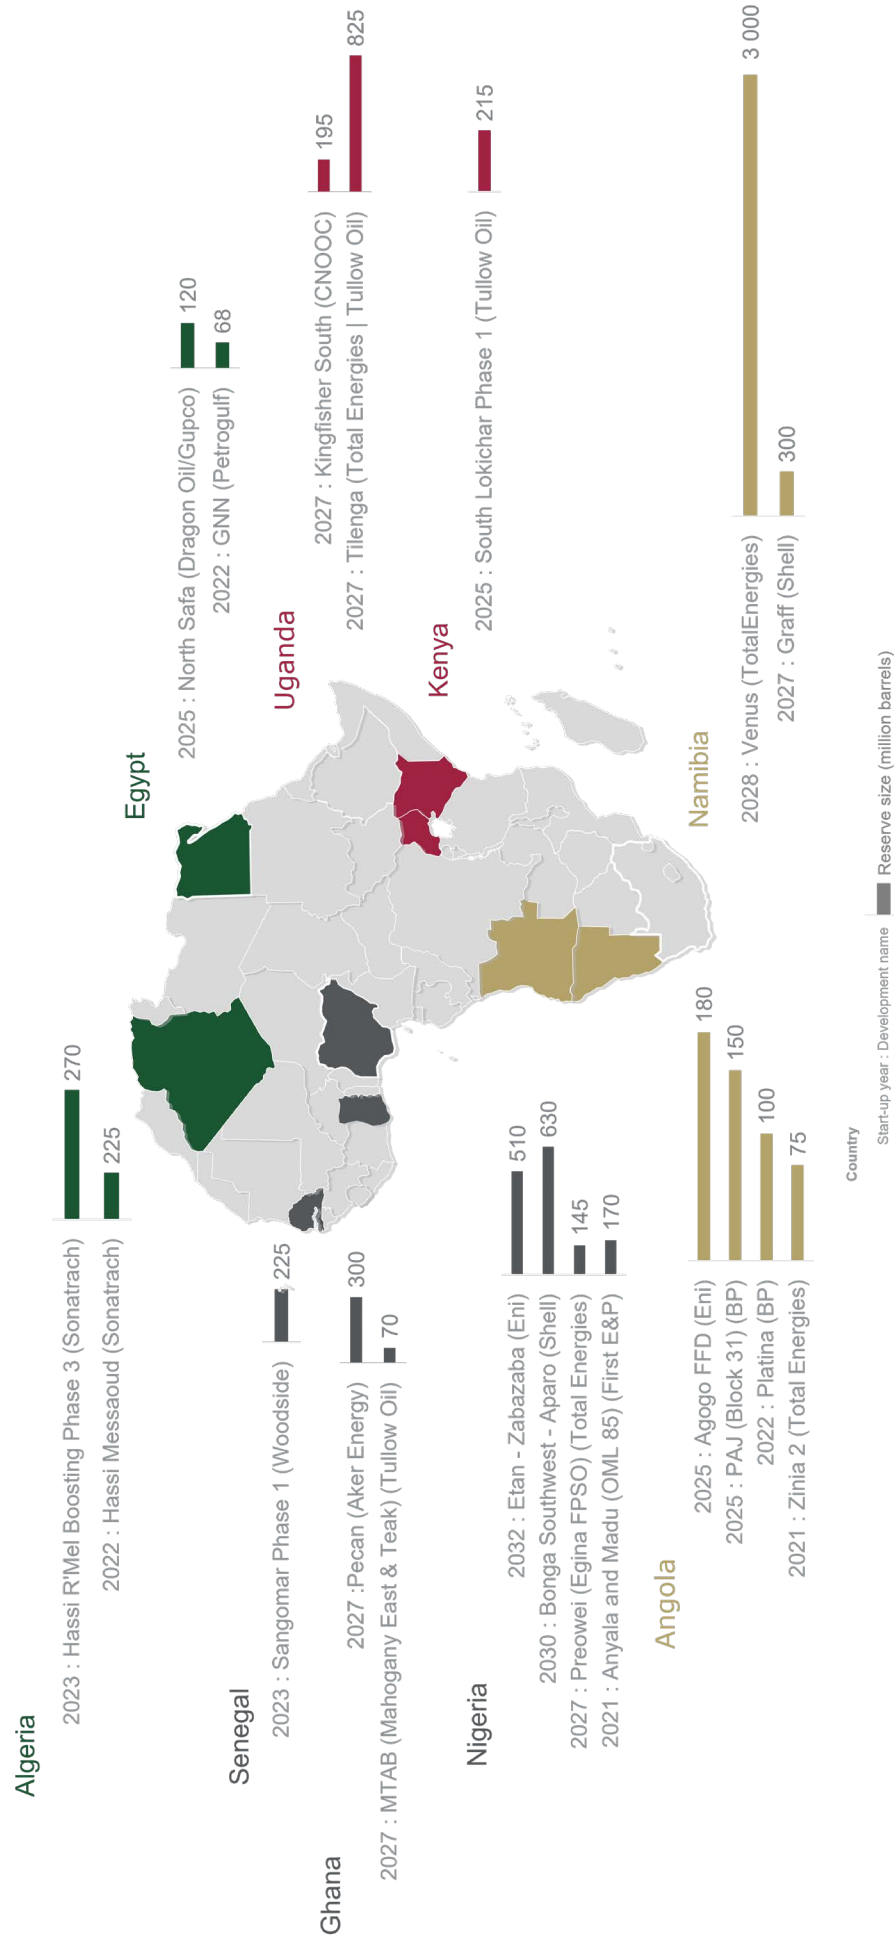 Algeria
2023 : Hassi R'Mel Boosting Phase 3 (Sonatrach) 270
2022 : Hassi Messaoud (Sonatrach) 225
Egypt
2025 : North Safa (Dragon Oil/Gupco) 120
2022 : GNN (Petrogulf) 68
Senegal
2023 : Sangomar Phase 1 (Woodside) 225
Uganda
2027 : Kingfisher South (CNOOC) 195
2027 : Tilenga (Total Energies | Tullow Oil) 825
Ghana
2027 :Pecan (Aker Energy) 300
2027 : MTAB (Mahogany East & Teak) (Tullow Oil) 70
Kenya
2025 : South Lokichar Phase 1 (Tullow Oil) 215
Nigeria
2032 : Etan - Zabazaba (Eni) 510
2030 : Bonga Southwest - Aparo (Shell) 630
2027 : Preowei (Egina FPSO) (Total Energies) 145
2021 : Anyala and Madu (OML 85) (First E&P) 170
Angola
2025 : Agogo FFD (Eni) 180
2025 : PAJ (Block 31) (BP) 150
2022 : Platina (BP) 100
2021 : Zinia 2 (Total Energies) 75
Namibia
2028 : Venus (TotalEnergies) 3 000
2027 : Graff (Shell) 300
Country
Start-up year : Development name Reserve size (million barrels)